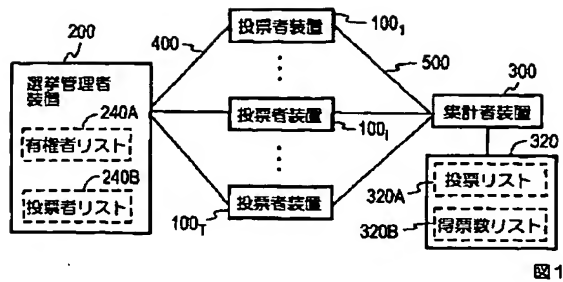 200
選挙管理者
装置
240A
有権者リスト
240B
投票者リスト
400
投票者装置
100₁
投票者装置
100ᵢ
投票者装置
100T
500
300
集計者装置
320
320A
投票リスト
320B
得票数リスト
図1